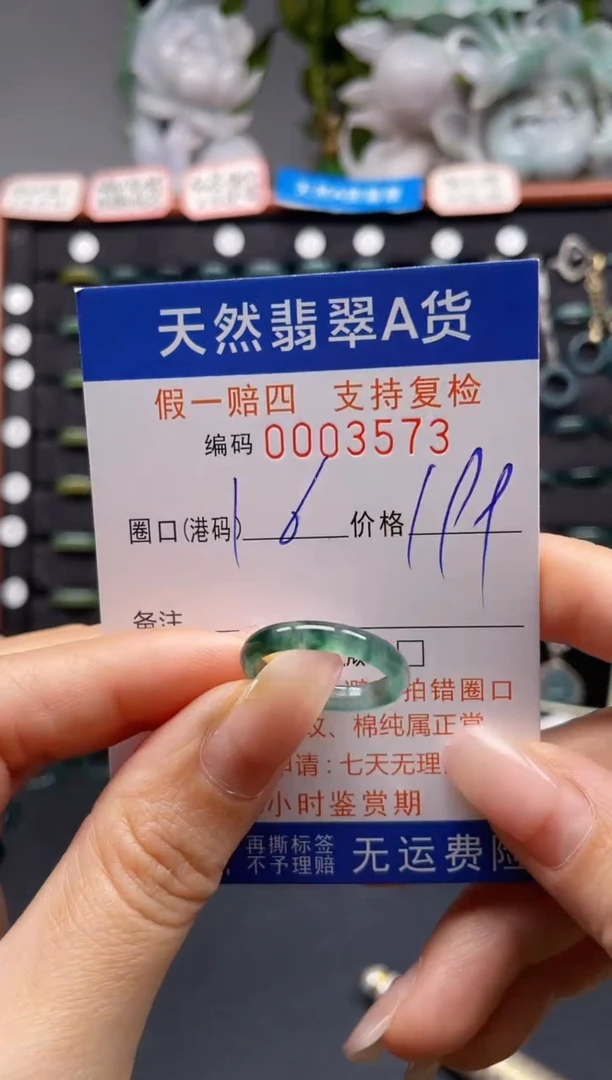 天然翡翠A货
假一赔四 支持复检
编码 0003573
圈口(港码) 16 价格 199
备注
拍错圈口
纹、棉纯属正常
申请:七天无理
小时鉴赏期
再撕标签
,不予理赔
无运费险